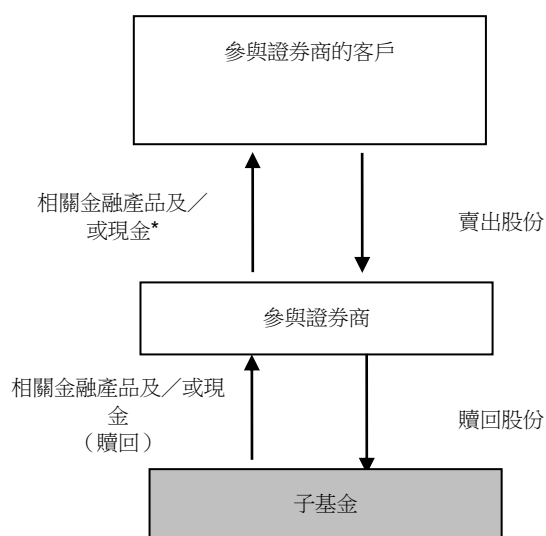 參與證券商的客戶
相關金融產品及／
或現金*
賣出股份
參與證券商
相關金融產品及／或現
金
（贖回）
贖回股份
子基金